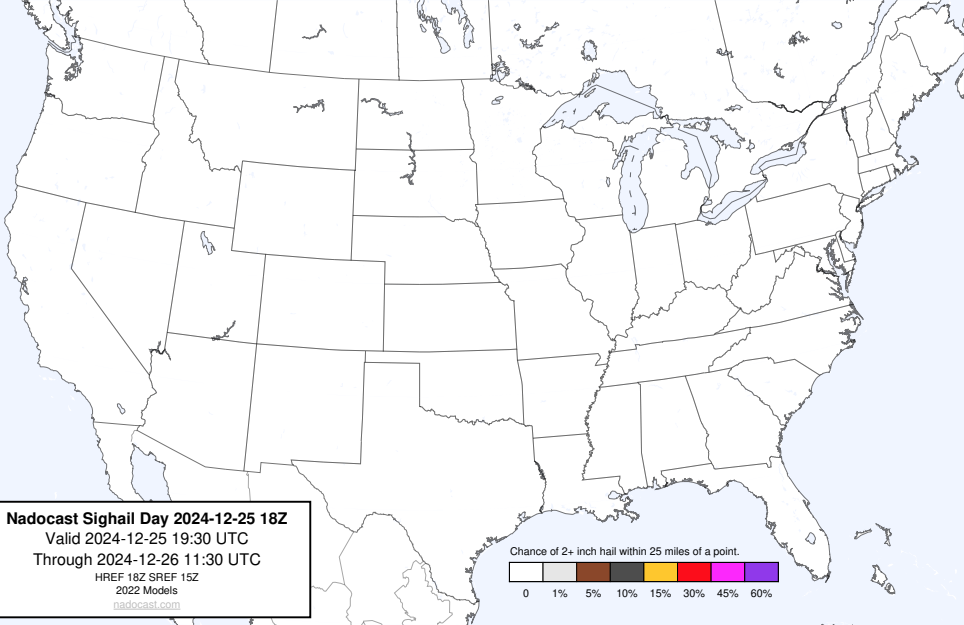 Nadocast Sighail Day 2024-12-25 18Z
Valid 2024-12-25 19:30 UTC
Through 2024-12-26 11:30 UTC
HREF 18Z SREF 15Z
2022 Models
nadocast.com
Chance of 2+ inch hail within 25 miles of a point.
0 1% 5% 10% 15% 30% 45% 60%